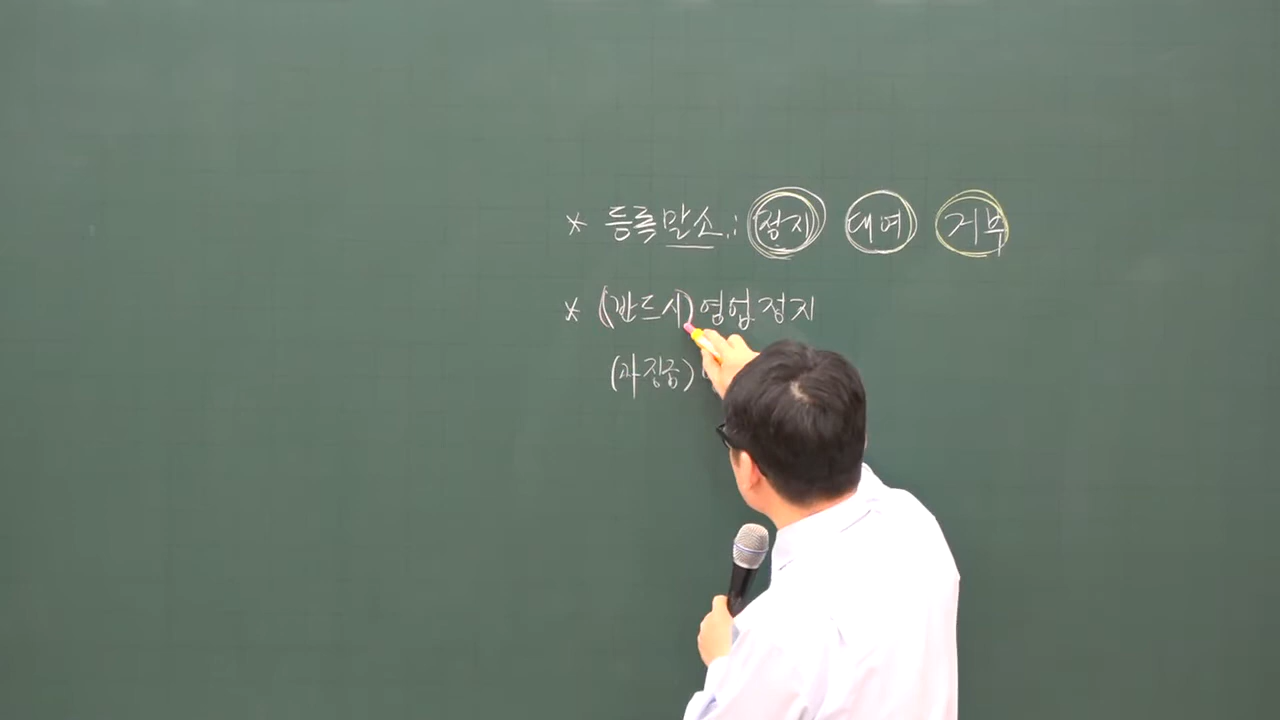 * 등록말소 : 정지 대여 거부
* (반드시) 영업정지
(과징금)